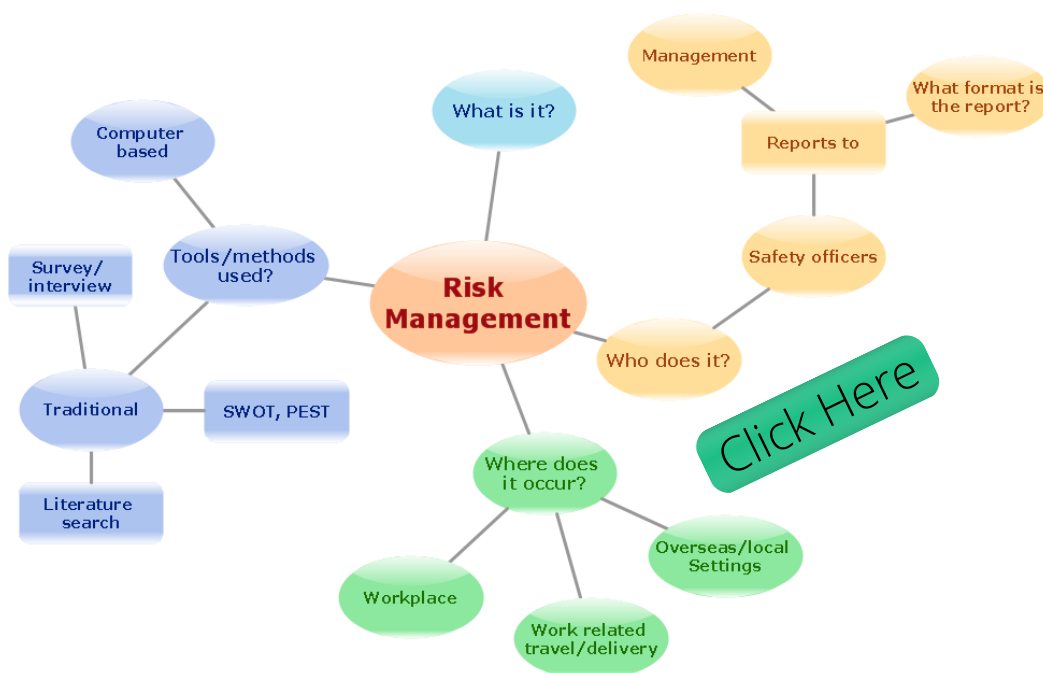 Management
What format is
the report?
What is it?
Computer
based
Reports to
Tools/methods
used?
Safety officers
Survey/
interview
Risk
Management
Who does it?
Click Here
Traditional
SWOT, PEST
Where does
it occur?
Literature
search
Overseas/local
Settings
Workplace
Work related
travel/delivery